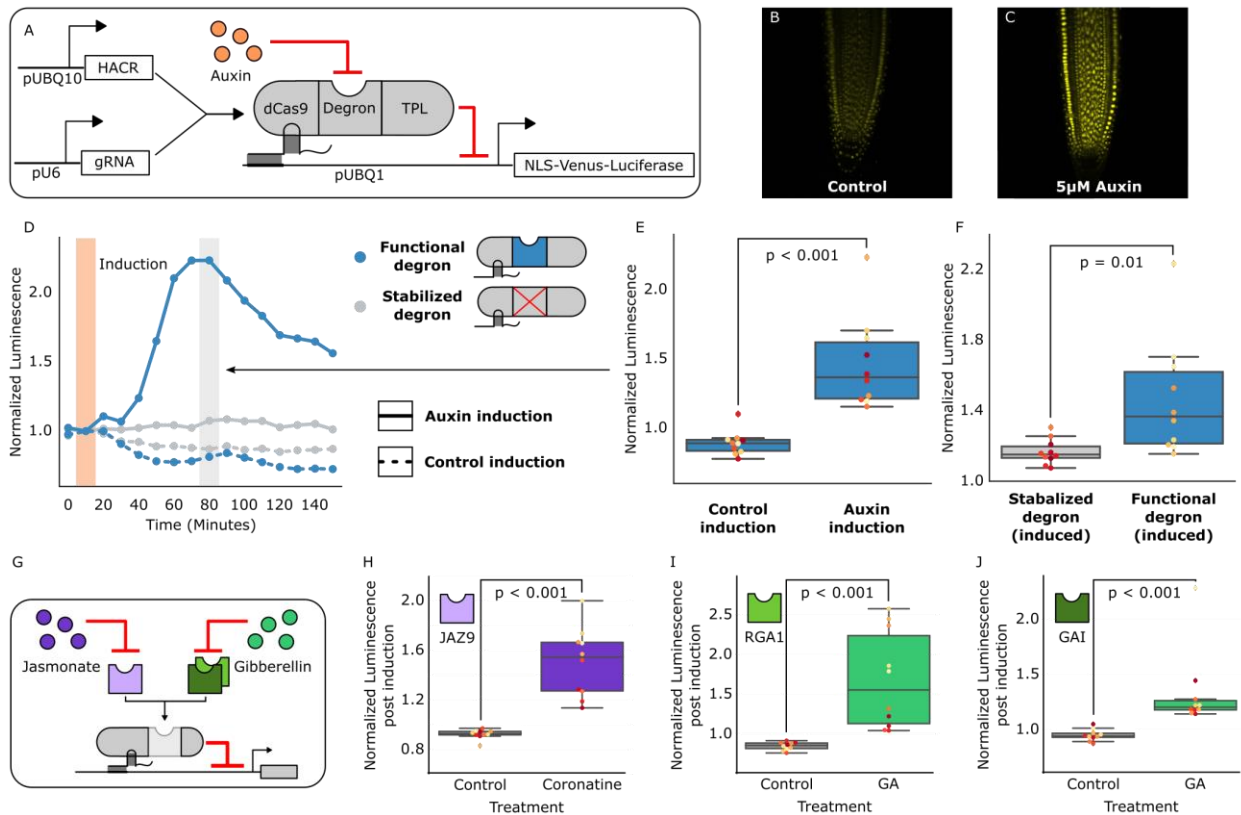 A
pUBQ10
HACR
pU6
gRNA
Auxin
dCas9
Degron
TPL
pUBQ1
NLS-Venus-Luciferase
B
Control
C
5μM Auxin
D
Normalized Luminescence
2.0
1.5
1.0
Induction
0 20 40 60 80 100 120 140
Time (Minutes)
Functional
degron
Stabilized
degron
Auxin induction
Control induction
E
Normalized Luminescence
2.0
1.5
1.0
p < 0.001
Control
induction
Auxin
induction
F
Normalized Luminescence
2.2
1.8
1.4
1.0
p = 0.01
Stabalized
degron
(induced)
Functional
degron
(induced)
G
Jasmonate
Gibberellin
H
Normalized Luminescence
post induction
2.0
1.6
1.2
0.8
p < 0.001
JAZ9
Control
Coronatine
Treatment
I
Normalized Luminescence
post induction
2.5
2.0
1.5
1.0
p < 0.001
RGA1
Control
GA
Treatment
J
Normalized Luminescence
post induction
2.0
1.5
1.0
p < 0.001
GAI
Control
GA
Treatment